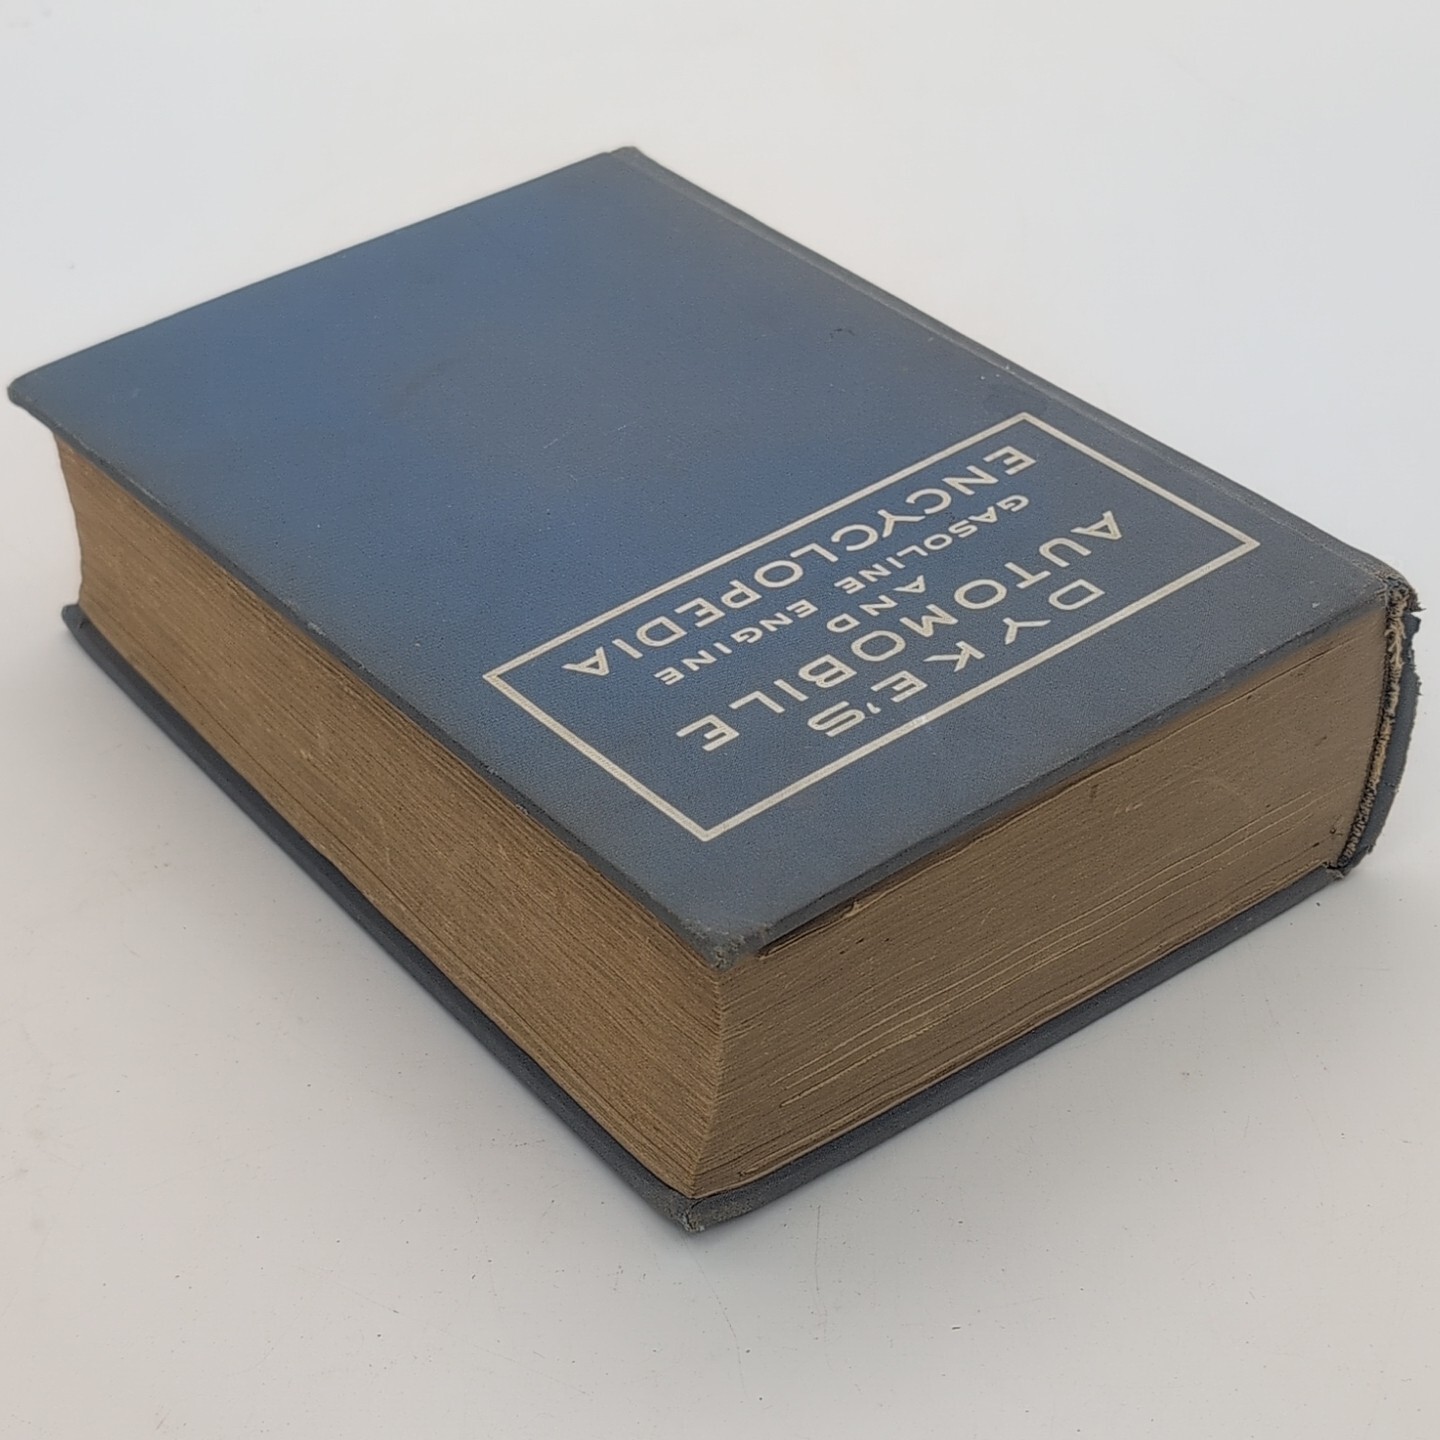 DYKE'S
AUTOMOBILE
AND
GASOLINE ENGINE
ENCYCLOPEDIA